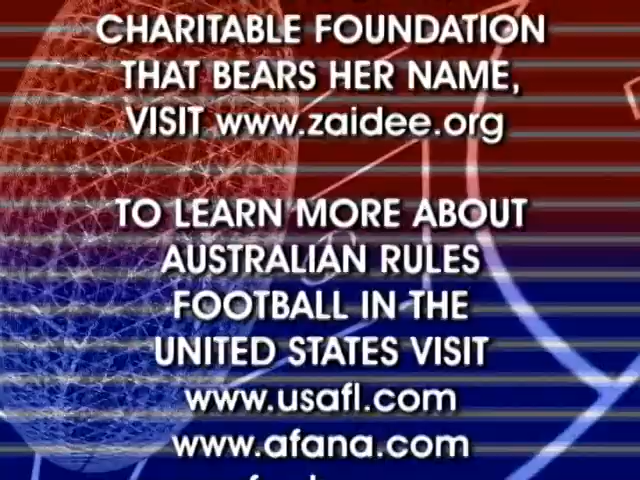 CHARITABLE FOUNDATION
THAT BEARS HER NAME,
VISIT www.zaidee.org
TO LEARN MORE ABOUT
AUSTRALIAN RULES
FOOTBALL IN THE
UNITED STATES VISIT
www.usafl.com
www.afana.com